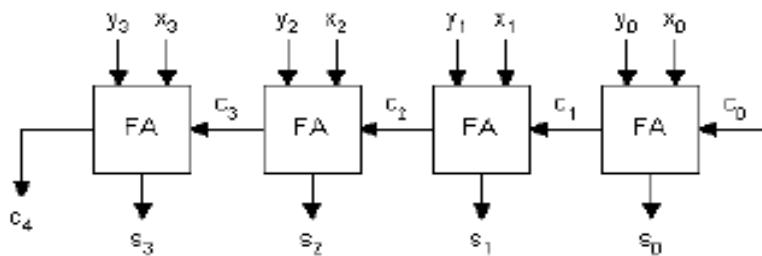 y3 x3 y2 x2 y1 x1 y0 x0
c3 c2 c1 c0
FA FA FA FA
c4 s3 s2 s1 s0